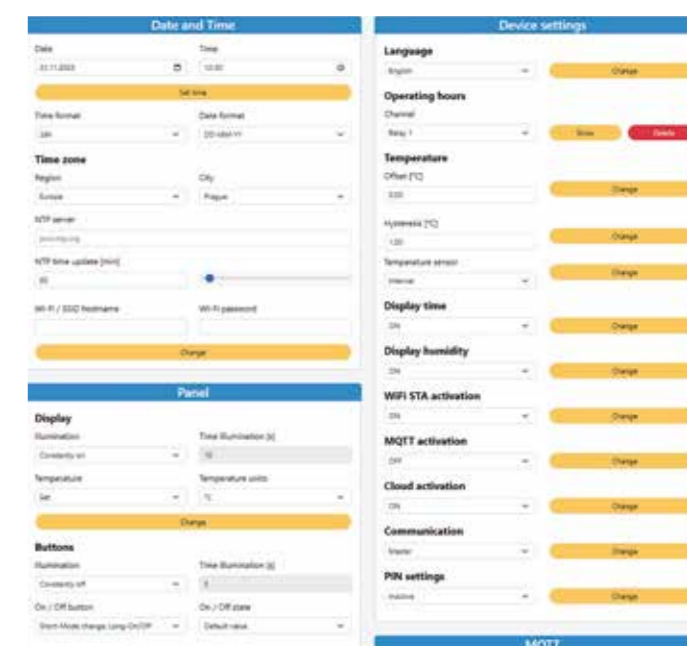 Date and Time
Date
Time
10:00
Set time
Time format
Date format
24h
DD-MM-YY
Time zone
Region
City
Europe
Prague
NTP server
NTP time update [min]
Wi-Fi / SSID hostname
Wi-Fi password
Change
Panel
Display
Illumination
Time Illumination [s]
Constantly on
10
Temperature
Temperature units
Set
°C
Change
Buttons
Illumination
Time Illumination [s]
Constantly off
On / Off button
On / Off state
Short-Mode change, Long-On/Off
Default value
Device settings
Language
English
Change
Operating hours
Channel
Relay 1
Show
Delete
Temperature
Offset [°C]
0.00
Change
Hysteresis [°C]
1.00
Change
Temperature sensor
Internal
Change
Display time
ON
Change
Display humidity
ON
Change
WiFi STA activation
ON
Change
MQTT activation
OFF
Change
Cloud activation
ON
Change
Communication
Master
Change
PIN settings
Inactive
Change
MQTT